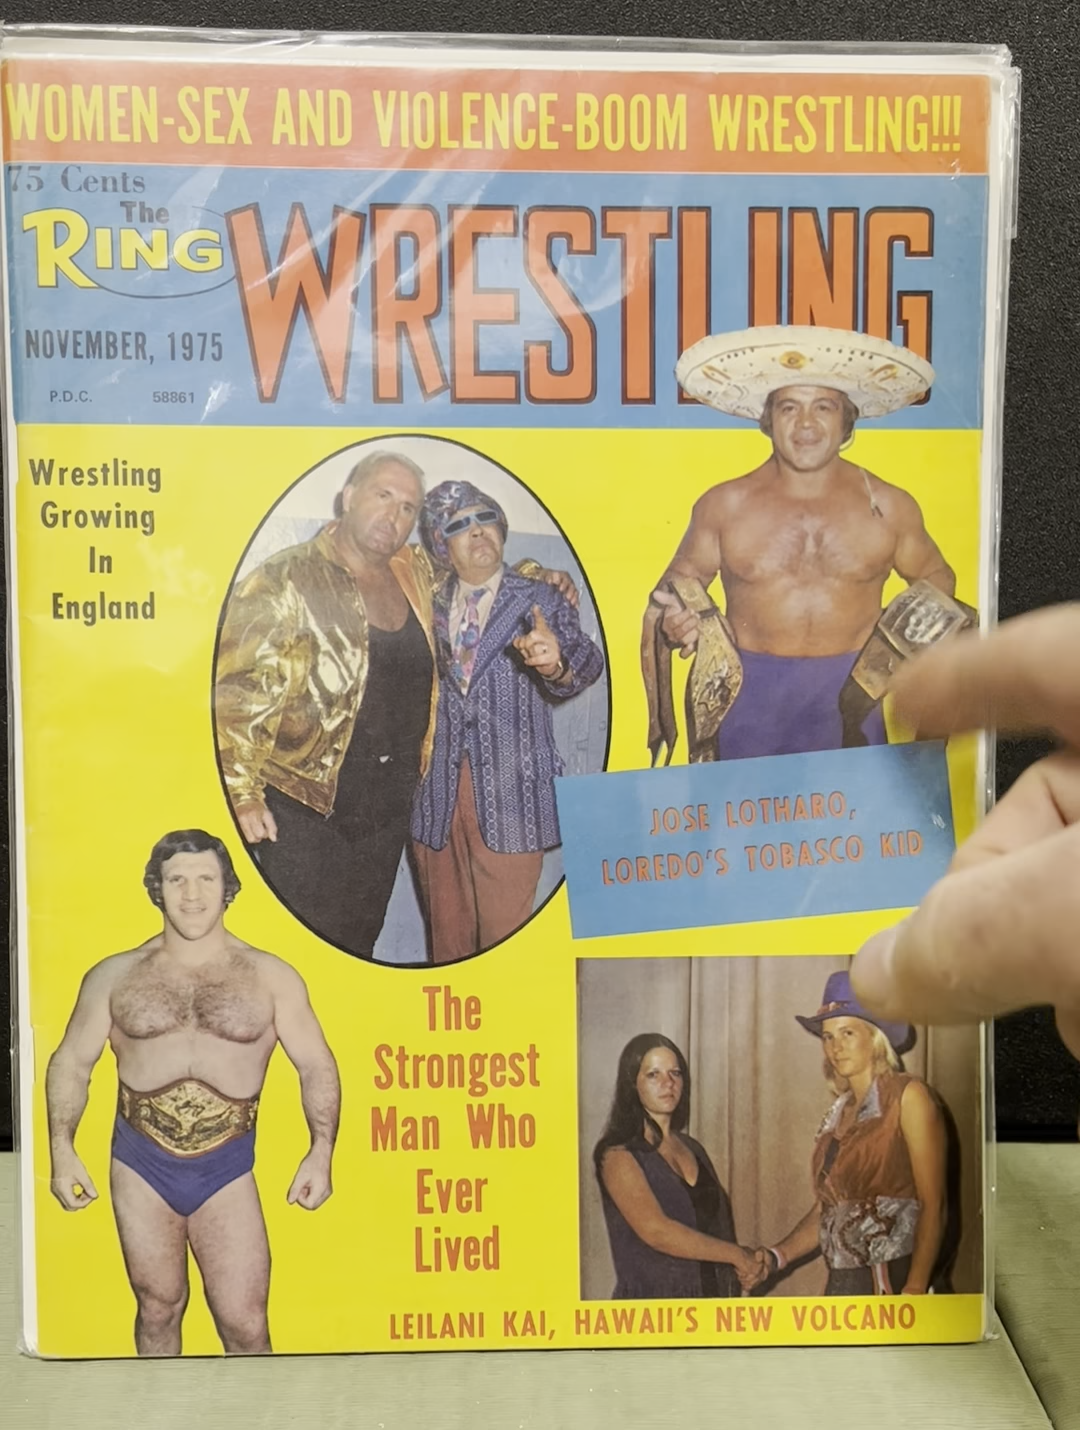 WOMEN-SEX AND VIOLENCE-BOOM WRESTLING!!!
75 Cents
The
RING
WRESTLING
NOVEMBER, 1975
P.D.C. 58861
Wrestling
Growing
In
England
JOSE LOTHARO,
LOREDO'S TOBASCO KID
The
Strongest
Man Who
Ever
Lived
LEILANI KAI, HAWAII'S NEW VOLCANO